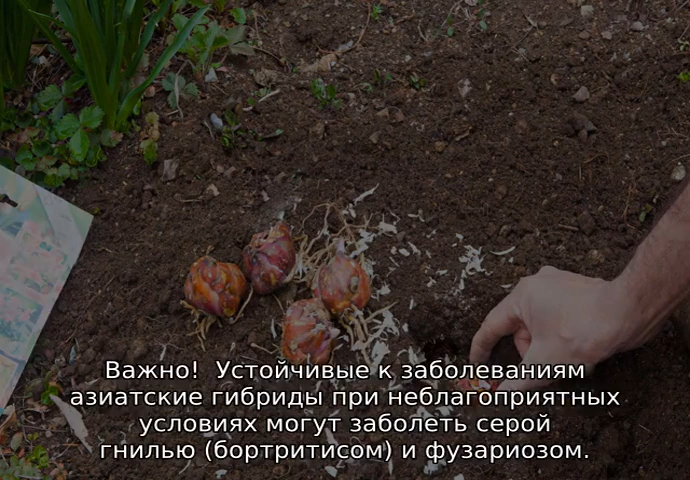 Важно!  Устойчивые к заболеваниям
азиатские гибриды при неблагоприятных
условиях могут заболеть серой
гнилью (бортритисом) и фузариозом.